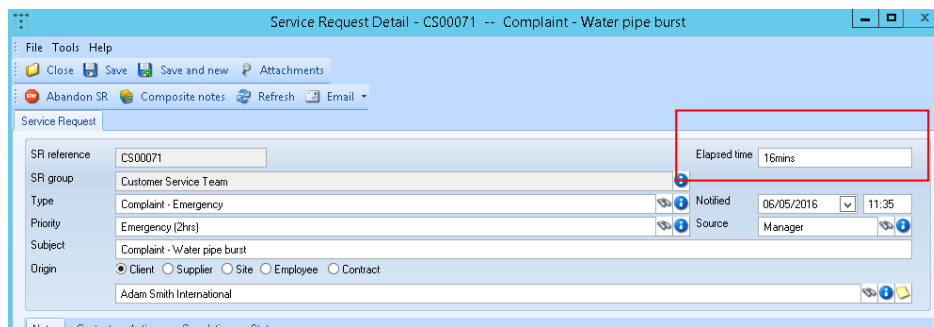 Service Request Detail - CS00071 -- Complaint - Water pipe burst
File Tools Help
Close Save Save and new Attachments
Abandon SR Composite notes Refresh Email
Service Request
SR reference CS00071 Elapsed time 16mins
SR group Customer Service Team
Type Complaint - Emergency Notified 06/05/2016 11:35
Priority Emergency (2hrs) Source Manager
Subject Complaint - Water pipe burst
Origin Client Supplier Site Employee Contract
Adam Smith International